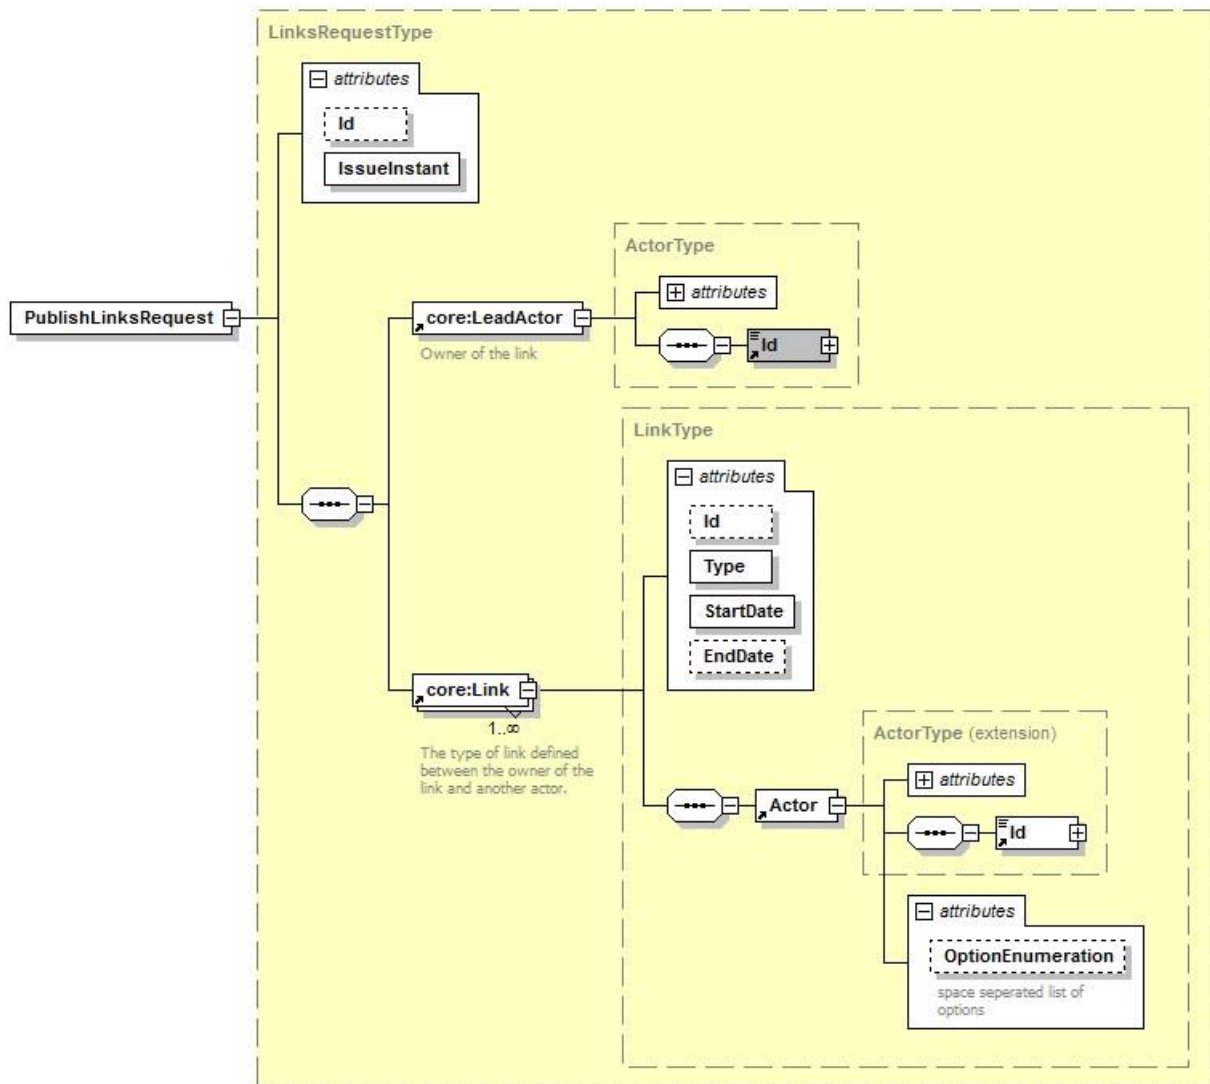 LinksRequestType
attributes
Id
IssueInstant
ActorType
attributes
PublishLinksRequest
core:LeadActor
Id
Owner of the link
LinkType
attributes
Id
Type
StartDate
EndDate
core:Link
1..∞
The type of link defined
between the owner of the
link and another actor.
ActorType (extension)
attributes
Actor
Id
attributes
OptionEnumeration
space seperated list of
options